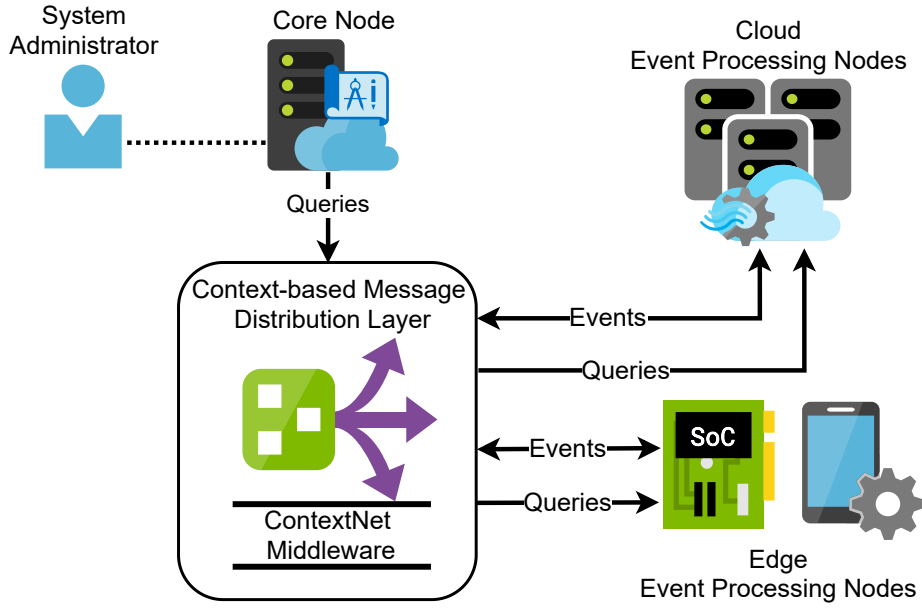 System
Administrator
Core Node
Cloud
Event Processing Nodes
Queries
Context-based Message
Distribution Layer
Events
Queries
SoC
Events
Queries
ContextNet
Middleware
Edge
Event Processing Nodes